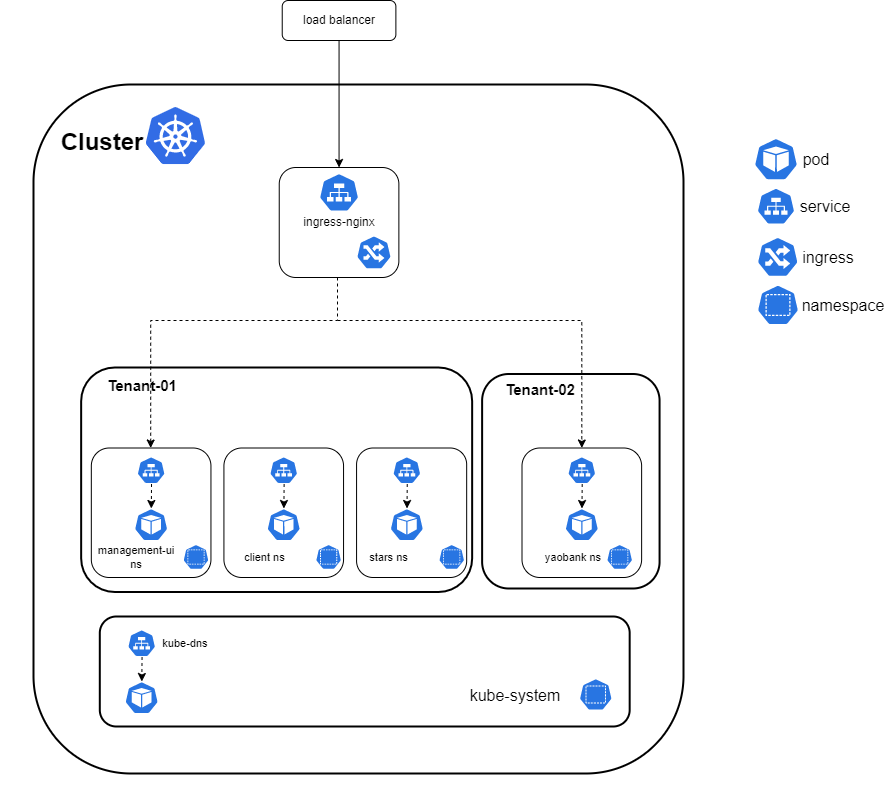 load balancer
Cluster
ingress-nginx
pod
service
ingress
namespace
Tenant-01
Tenant-02
management-ui
ns
client ns
stars ns
yaobank ns
kube-dns
kube-system